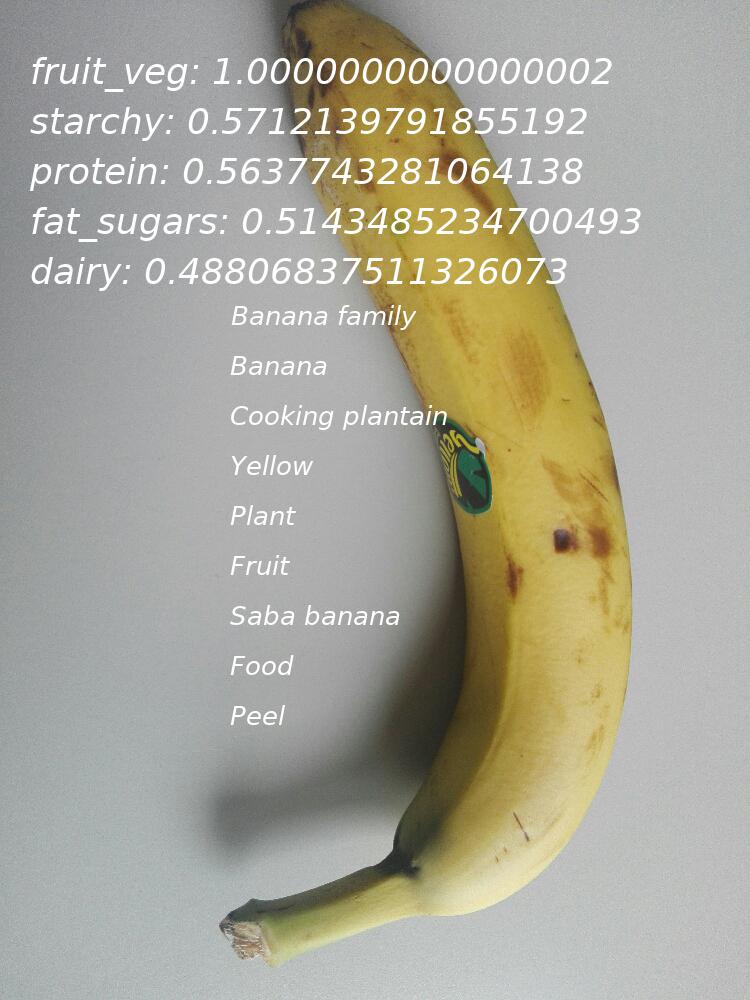 fruit_veg: 1.0000000000000002
starchy: 0.5712139791855192
protein: 0.5637743281064138
fat_sugars: 0.5143485234700493
dairy: 0.48806837511326073
Banana family
Banana
Cooking plantain
Yellow
Plant
Fruit
Saba banana
Food
Peel